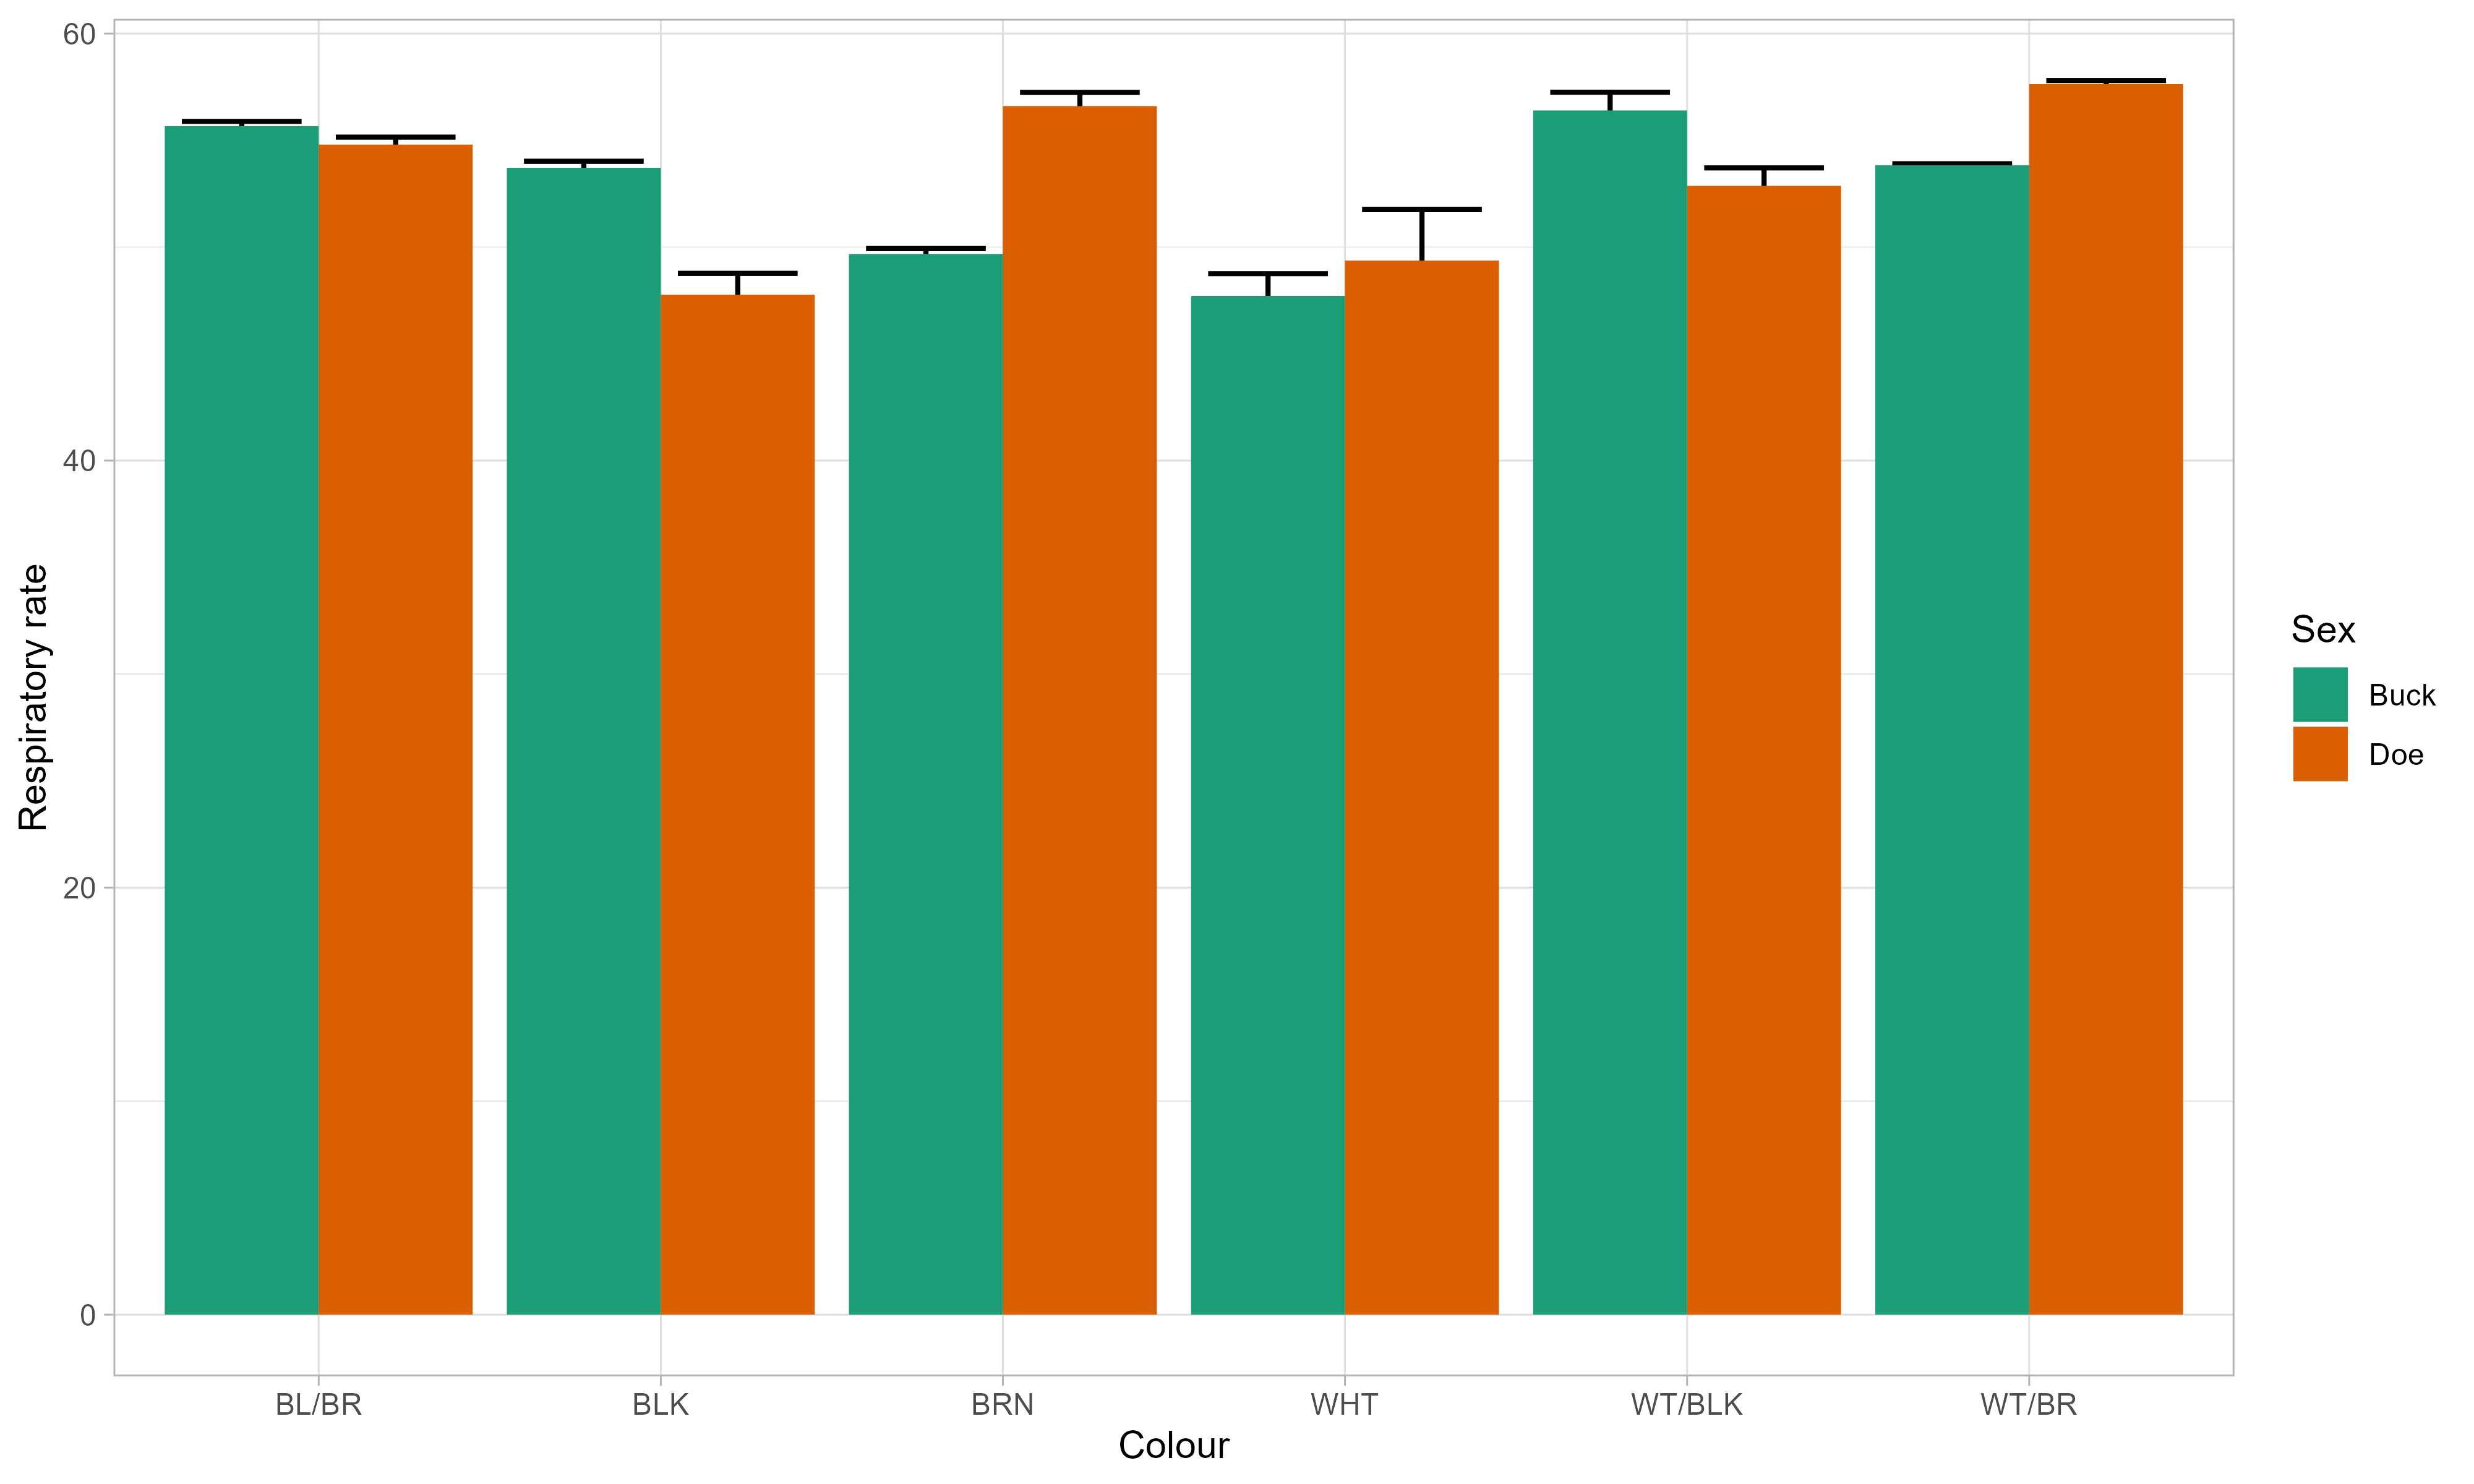 60
40
20
0
Respiratory rate
BL/BR
BLK
BRN
WHT
WT/BLK
WT/BR
Colour
Sex
Buck
Doe